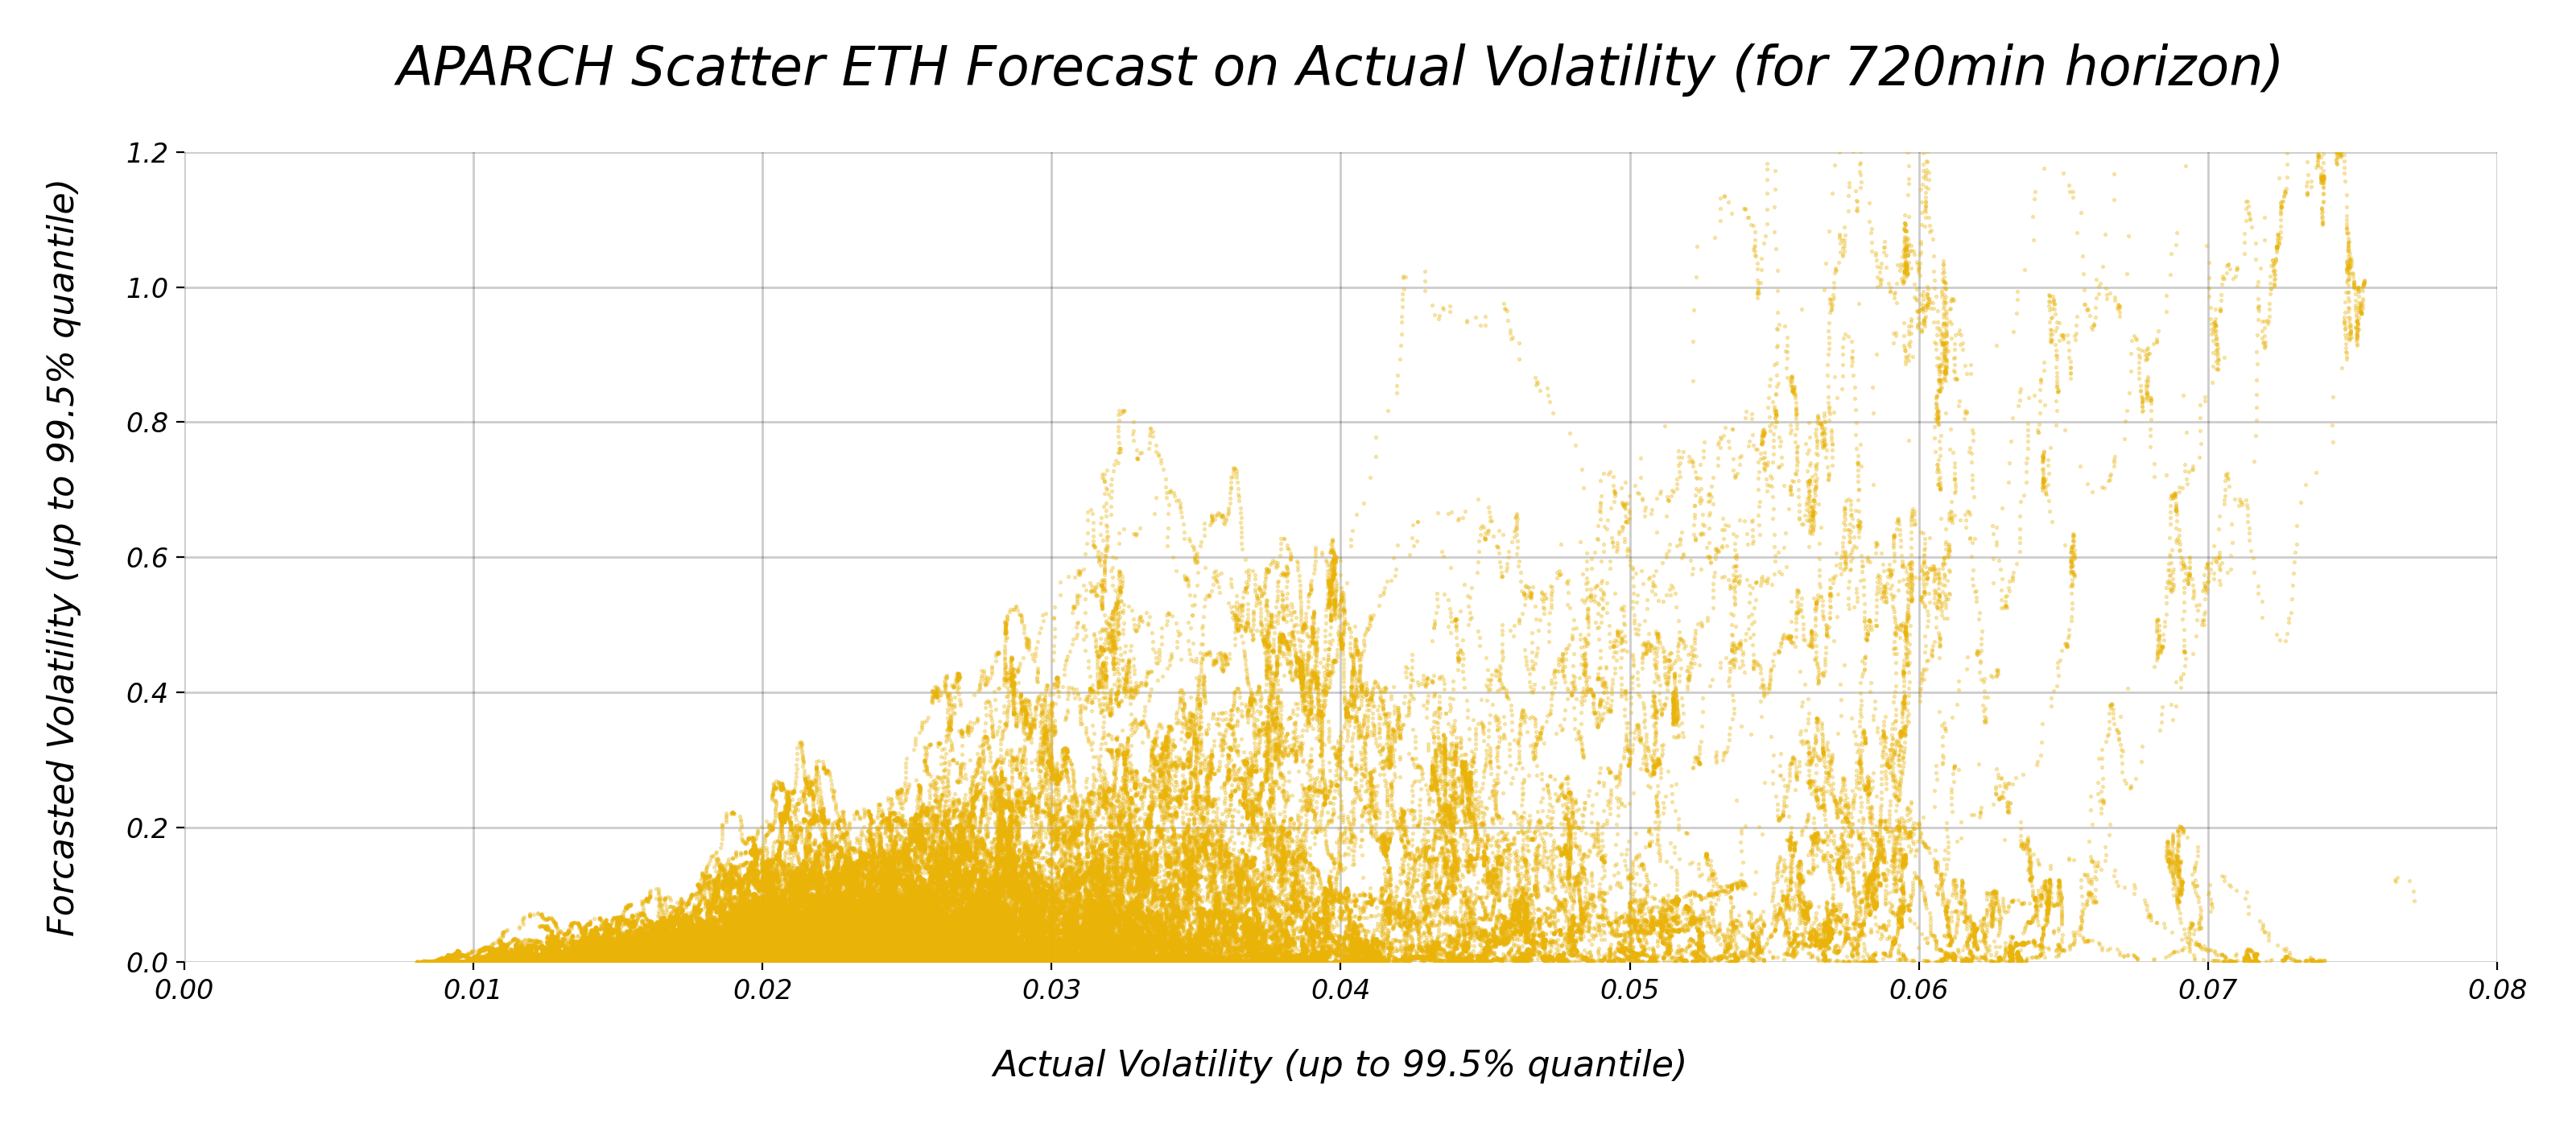 APARCH Scatter ETH Forecast on Actual Volatility (for 720min horizon)
Forcasted Volatility (up to 99.5% quantile)
1.2
1.0
0.8
0.6
0.4
0.2
0.0
0.00 0.01 0.02 0.03 0.04 0.05 0.06 0.07 0.08
Actual Volatility (up to 99.5% quantile)